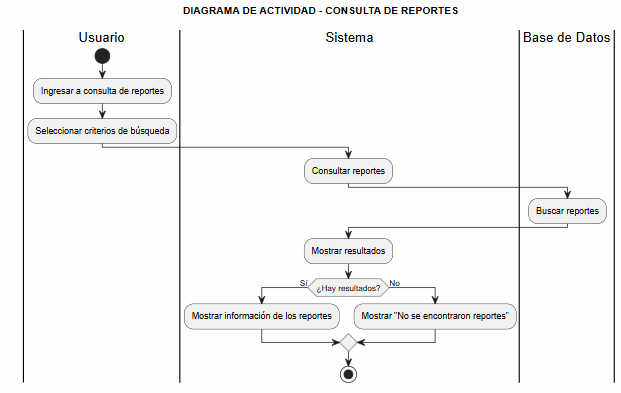 DIAGRAMA DE ACTIVIDAD - CONSULTA DE REPORTES
Usuario
Sistema
Base de Datos
Ingresar a consulta de reportes
Seleccionar criterios de búsqueda
Consultar reportes
Buscar reportes
Mostrar resultados
¿Hay resultados?
Sí
No
Mostrar información de los reportes
Mostrar "No se encontraron reportes"